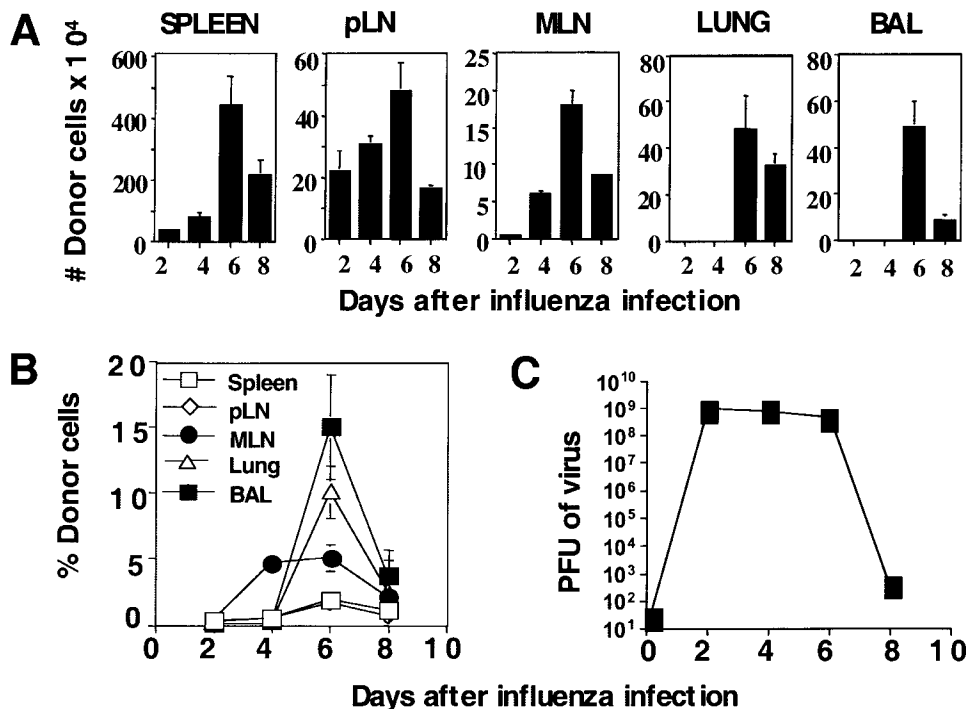 A
SPLEEN pLN MLN LUNG BAL
# Donor cells x 10⁴
600 400 200 0
60 40 20 0
25 20 15 10 5 0
80 60 40 20 0
80 60 40 20 0
2 4 6 8 2 4 6 8 2 4 6 8 2 4 6 8 2 4 6 8
Days after influenza infection
B
% Donor cells
20
15
10
5
0
Spleen
pLN
MLN
Lung
BAL
0 2 4 6 8 10
C
PFU of virus
10¹⁰
10⁹
10⁸
10⁷
10⁶
10⁵
10⁴
10³
10²
10¹
0 2 4 6 8 10
Days after influenza infection